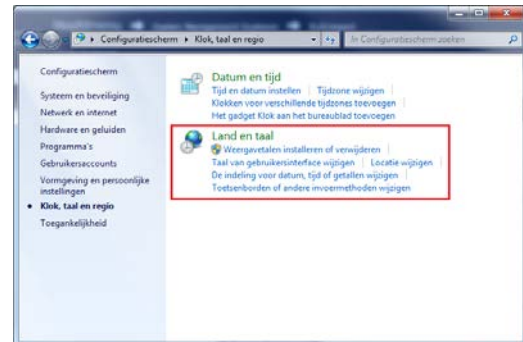 Configuratiescherm
Klok, taal en regio
In Configuratiescherm zoeken
Configuratiescherm
Systeem en beveiliging
Netwerk en internet
Hardware en geluiden
Programma's
Gebruikersaccounts
Vormgeving en persoonlijke
instellingen
Klok, taal en regio
Toegankelijkheid
Datum en tijd
Tijd en datum instellen
Tijdzone wijzigen
Klokken voor verschillende tijdzones toevoegen
Het gadget Klok aan het bureaublad toevoegen
Land en taal
Weergavetalen installeren of verwijderen
Taal van gebruikersinterface wijzigen
Locatie wijzigen
De indeling voor datum, tijd of getallen wijzigen
Toetsenborden of andere invoermethoden wijzigen